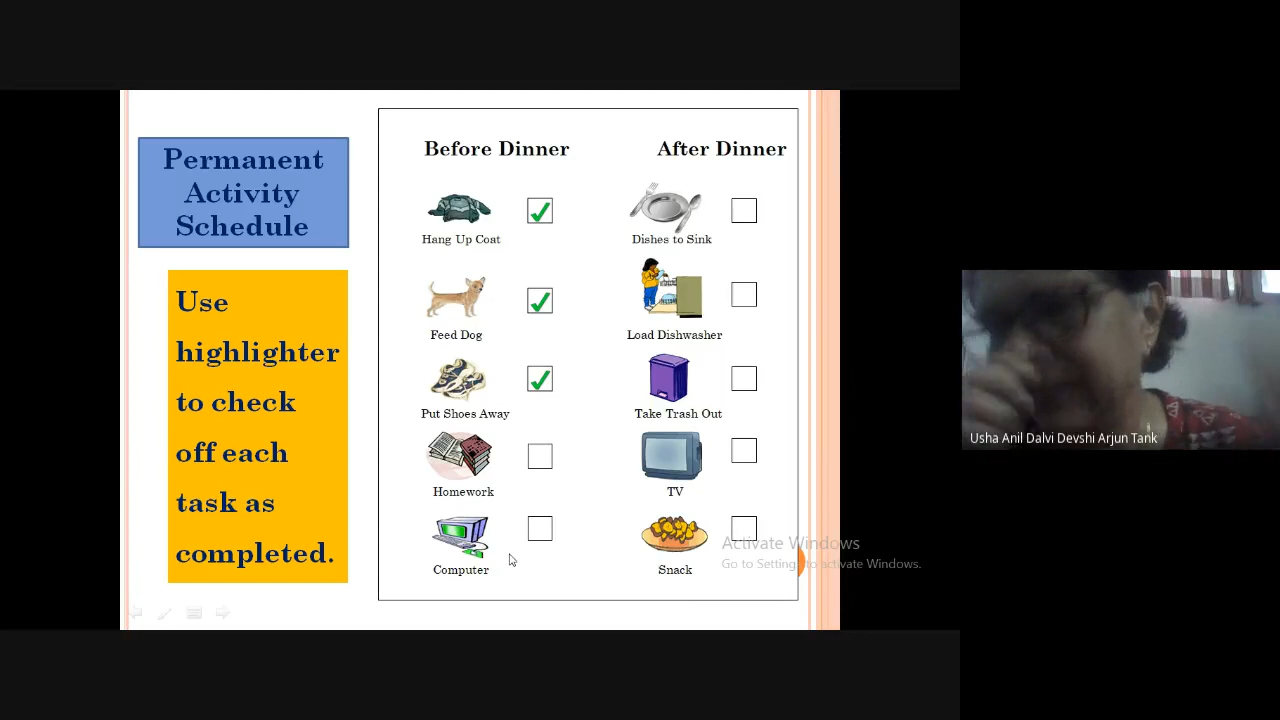 Permanent
Activity
Schedule
Use
highlighter
to check
off each
task as
completed.
Before Dinner
After Dinner
Hang Up Coat
Dishes to Sink
Feed Dog
Load Dishwasher
Put Shoes Away
Take Trash Out
Homework
TV
Computer
Snack
Activate Windows
Go to Settings to activate Windows.
Usha Anil Dalvi Devshi Arjun Tank